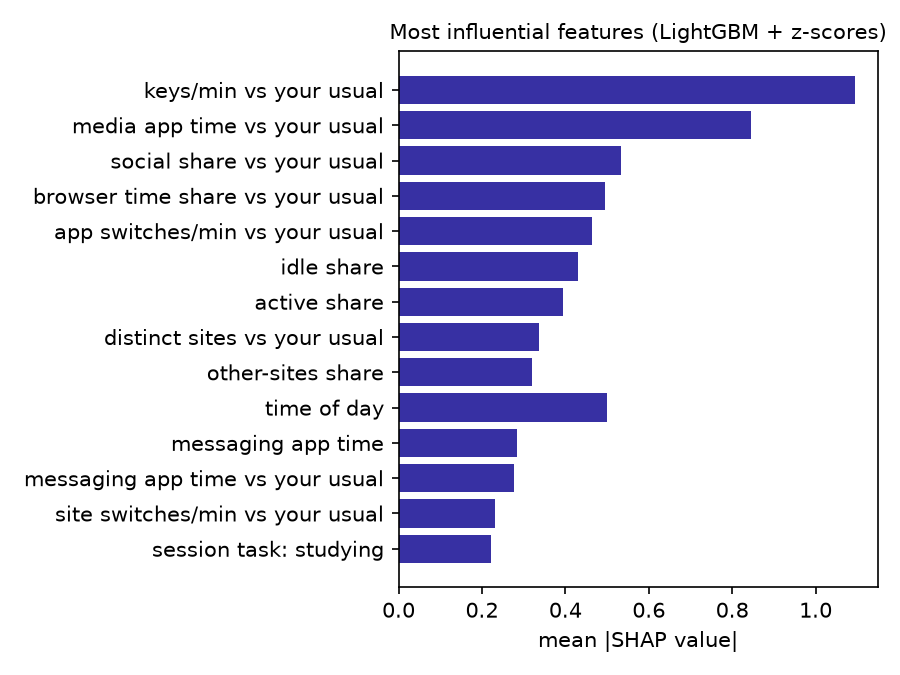 Most influential features (LightGBM + z-scores)
keys/min vs your usual
media app time vs your usual
social share vs your usual
browser time share vs your usual
app switches/min vs your usual
idle share
active share
distinct sites vs your usual
other-sites share
time of day
messaging app time
messaging app time vs your usual
site switches/min vs your usual
session task: studying
0.0 0.2 0.4 0.6 0.8 1.0
mean |SHAP value|